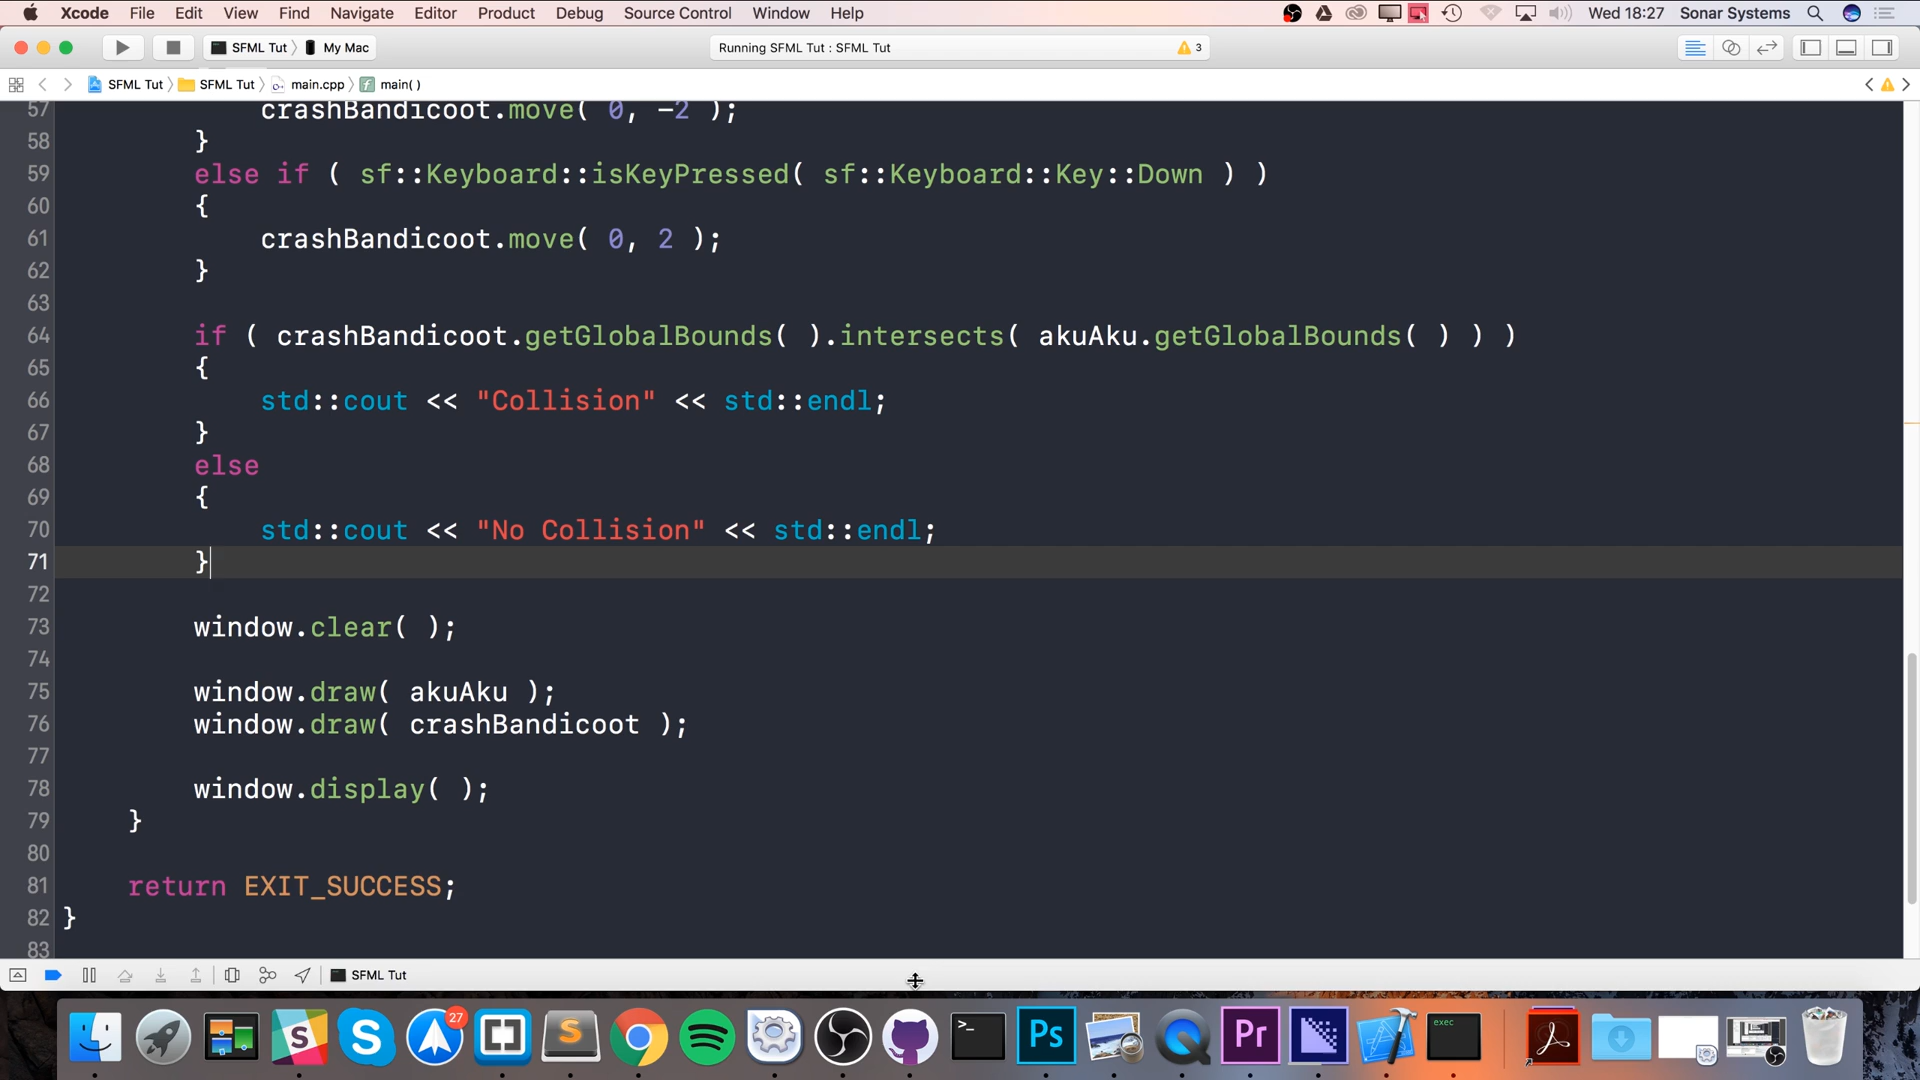 Xcode File Edit View Find Navigate Editor Product Debug Source Control Window Help Wed 18:27 Sonar Systems
SFML Tut My Mac Running SFML Tut : SFML Tut 3
SFML Tut SFML Tut main.cpp main( )
57 crashBandicoot.move( 0, -2 );
58 }
59 else if ( sf::Keyboard::isKeyPressed( sf::Keyboard::Key::Down ) )
60 {
61 crashBandicoot.move( 0, 2 );
62 }
63
64 if ( crashBandicoot.getGlobalBounds( ).intersects( akuAku.getGlobalBounds( ) ) )
65 {
66 std::cout << "Collision" << std::endl;
67 }
68 else
69 {
70 std::cout << "No Collision" << std::endl;
71 }
72
73 window.clear( );
74
75 window.draw( akuAku );
76 window.draw( crashBandicoot );
77
78 window.display( );
79 }
80
81 return EXIT_SUCCESS;
82 }
83
SFML Tut
27
S S S >_ Ps Pr exec